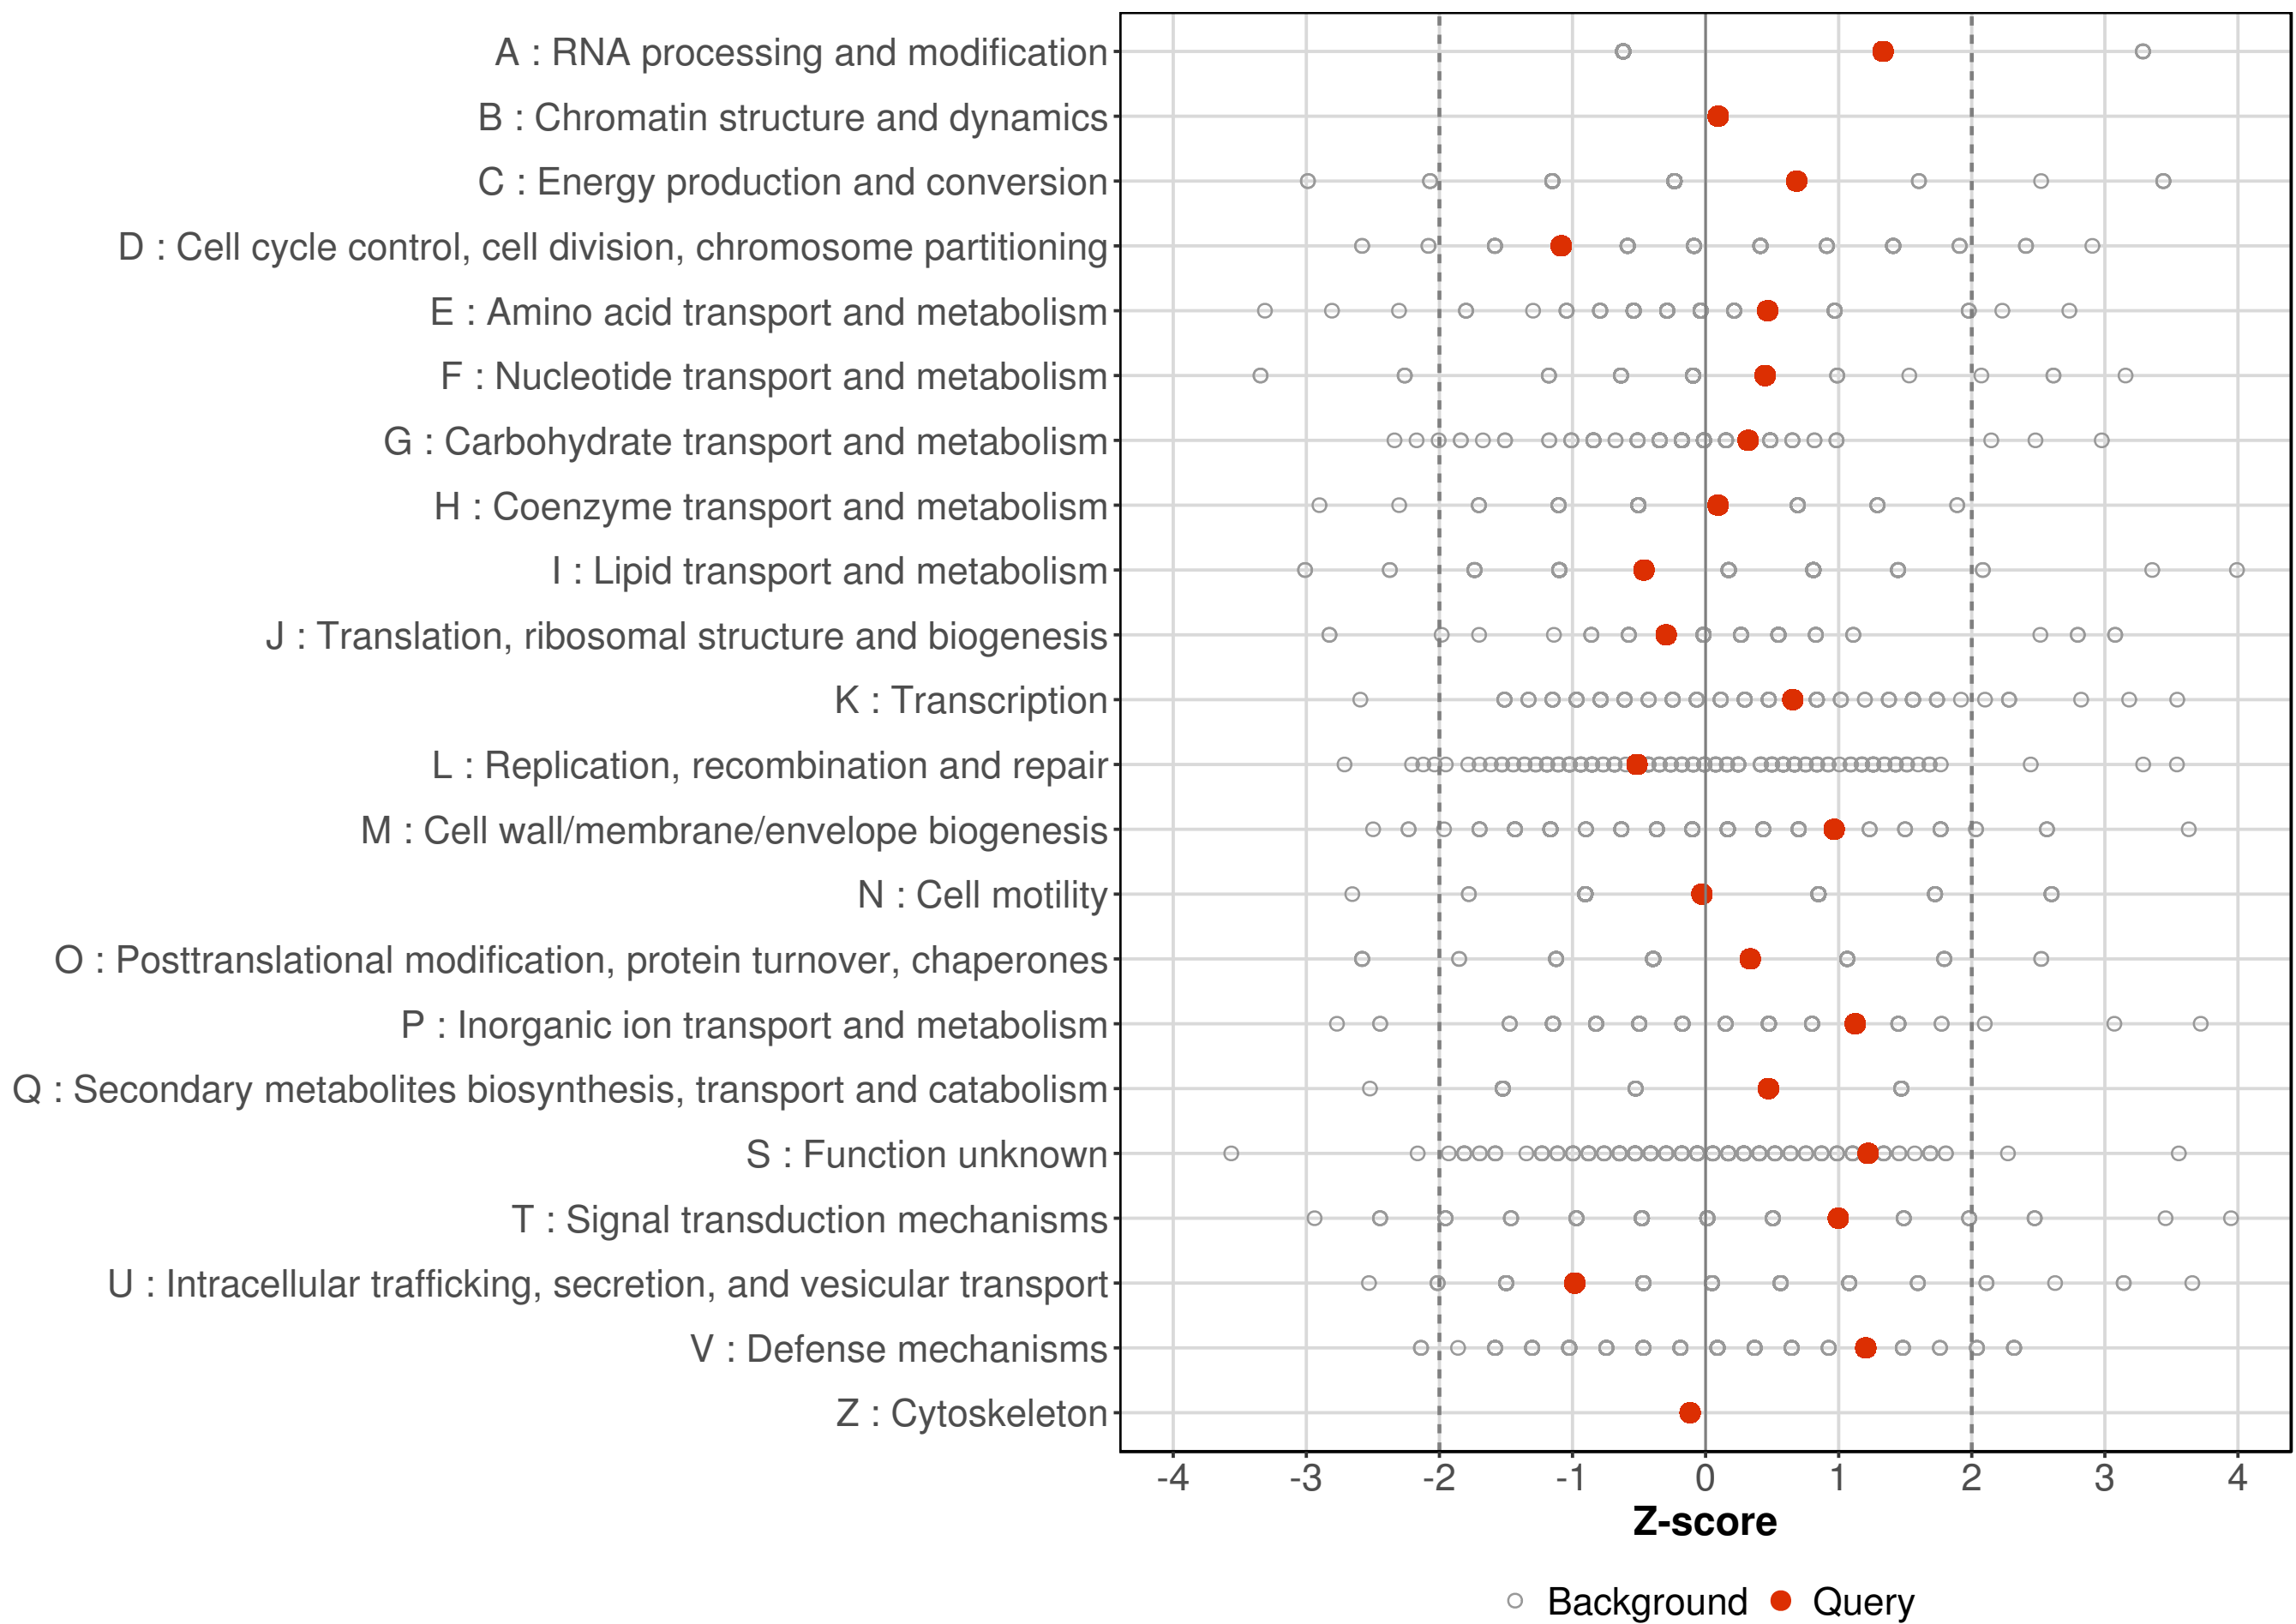 A : RNA processing and modification
B : Chromatin structure and dynamics
C : Energy production and conversion
D : Cell cycle control, cell division, chromosome partitioning
E : Amino acid transport and metabolism
F : Nucleotide transport and metabolism
G : Carbohydrate transport and metabolism
H : Coenzyme transport and metabolism
I : Lipid transport and metabolism
J : Translation, ribosomal structure and biogenesis
K : Transcription
L : Replication, recombination and repair
M : Cell wall/membrane/envelope biogenesis
N : Cell motility
O : Posttranslational modification, protein turnover, chaperones
P : Inorganic ion transport and metabolism
Q : Secondary metabolites biosynthesis, transport and catabolism
S : Function unknown
T : Signal transduction mechanisms
U : Intracellular trafficking, secretion, and vesicular transport
V : Defense mechanisms
Z : Cytoskeleton
-4 -3 -2 -1 0 1 2 3 4
Z-score
Background Query